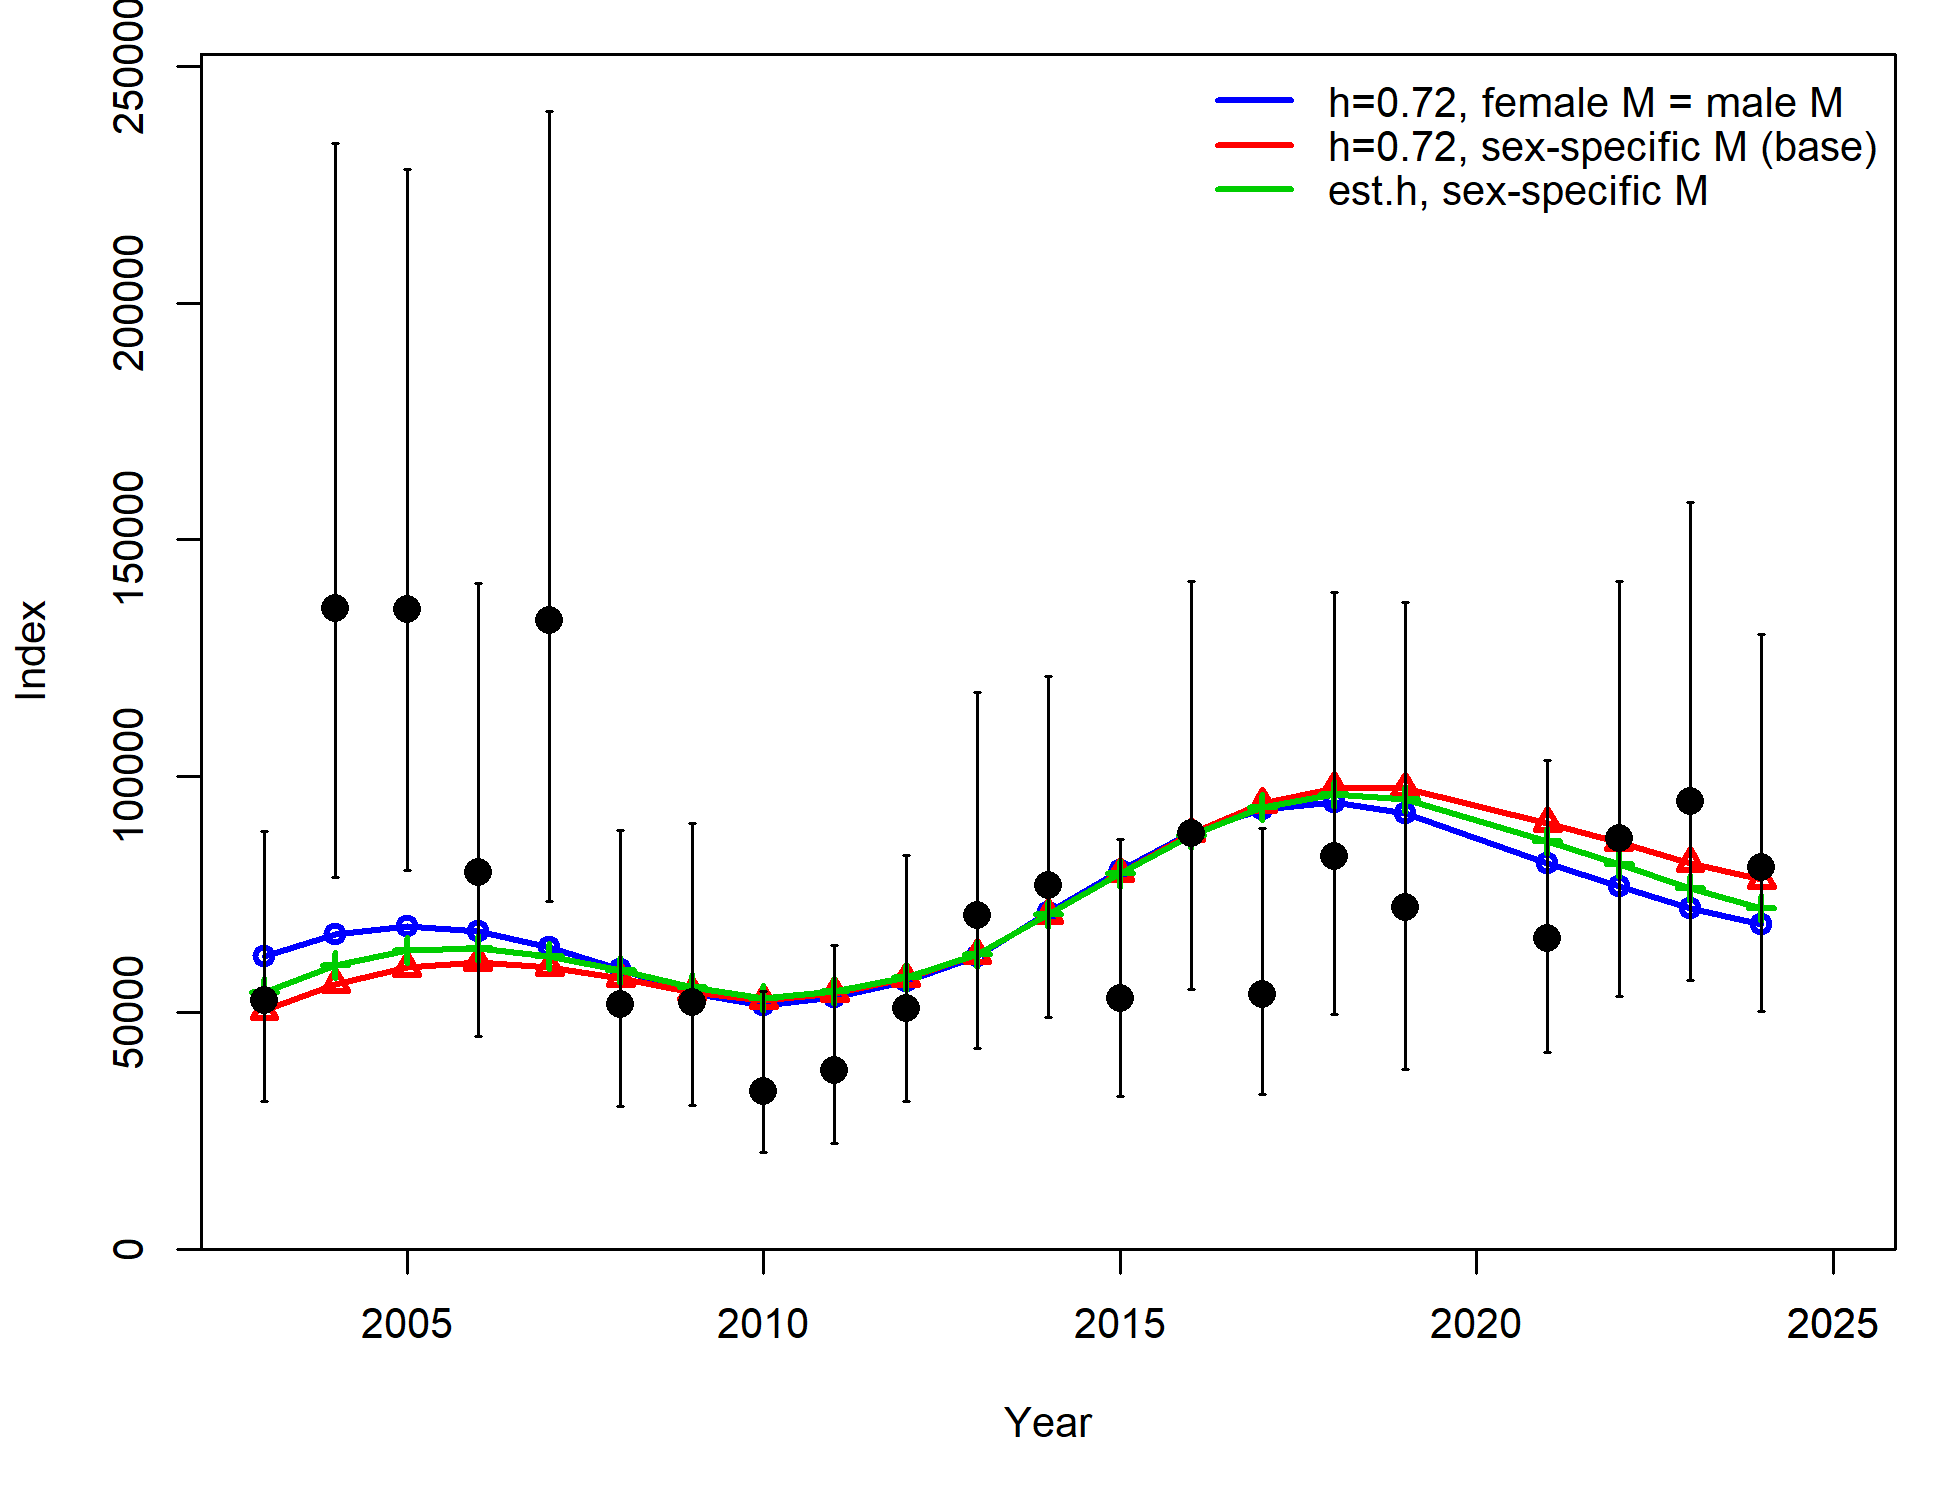 h=0.72, female M = male M
h=0.72, sex-specific M (base)
est.h, sex-specific M
Index
250000
200000
150000
100000
50000
0
2005 2010 2015 2020 2025
Year